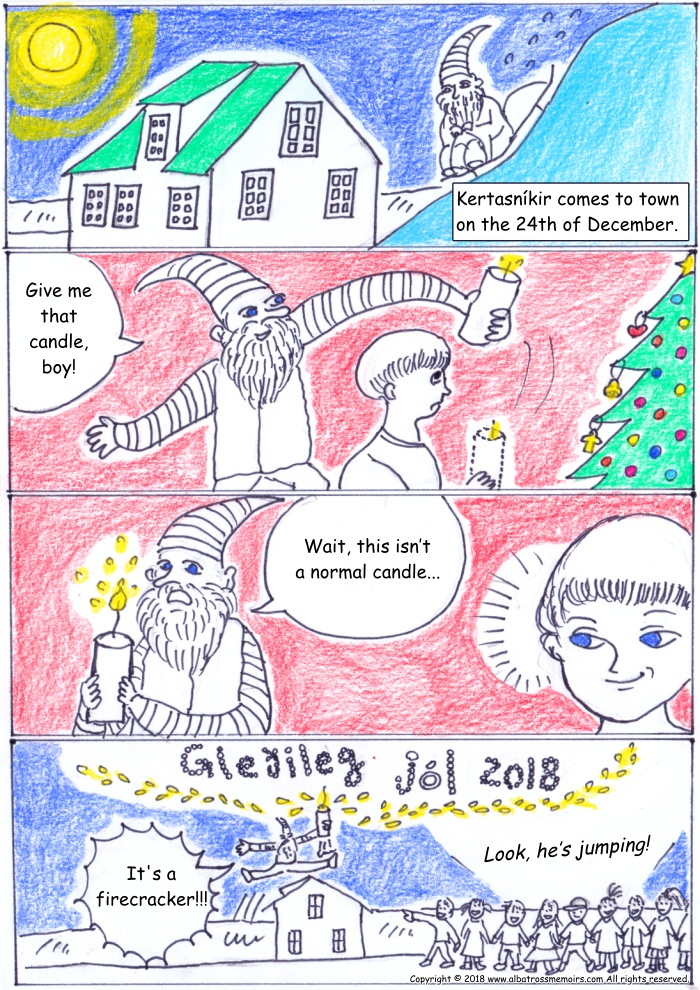 Kertasníkir comes to town
on the 24th of December.
Give me
that
candle,
boy!
Wait, this isn't
a normal candle...
Gleðileg jól 2018
It's a
firecracker!!!
Look, he's jumping!
Copyright © 2018 www.albatrossmemoirs.com All rights reserved.